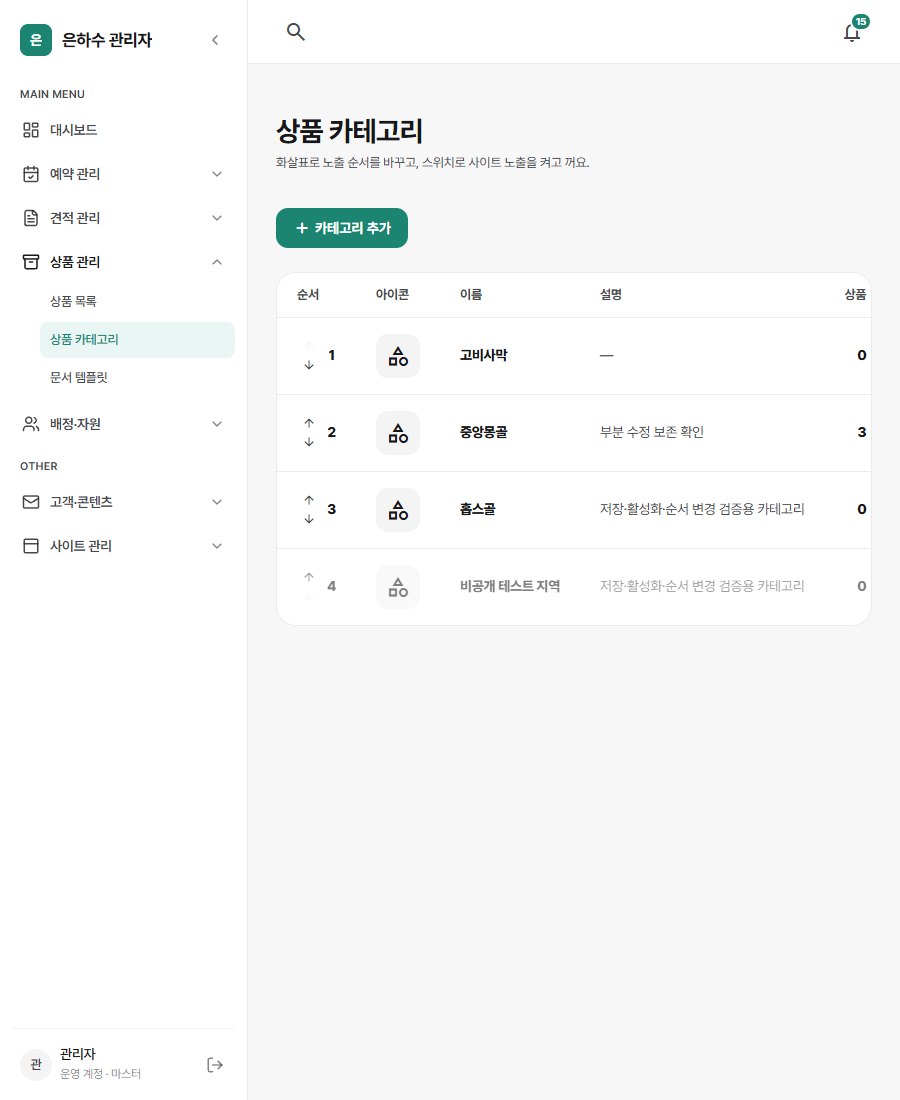 은 은하수 관리자
15
MAIN MENU
대시보드
예약 관리
견적 관리
상품 관리
상품 목록
상품 카테고리
문서 템플릿
배정·자원
OTHER
고객·콘텐츠
사이트 관리
관 관리자
운영 계정 · 마스터
상품 카테고리
화살표로 노출 순서를 바꾸고, 스위치로 사이트 노출을 켜고 꺼요.
+ 카테고리 추가
순서 아이콘 이름 설명 상품
1 고비사막 — 0
2 중앙몽골 부분 수정 보존 확인 3
3 홉스골 저장·활성화·순서 변경 검증용 카테고리 0
4 비공개 테스트 지역 저장·활성화·순서 변경 검증용 카테고리 0